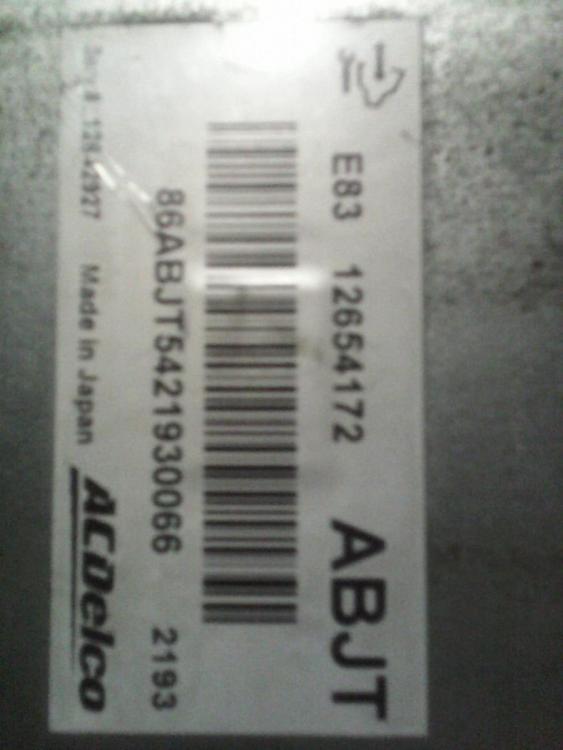 E83 12654172 ABJT
86ABJT5421930066 2193
Made in Japan ACDelco